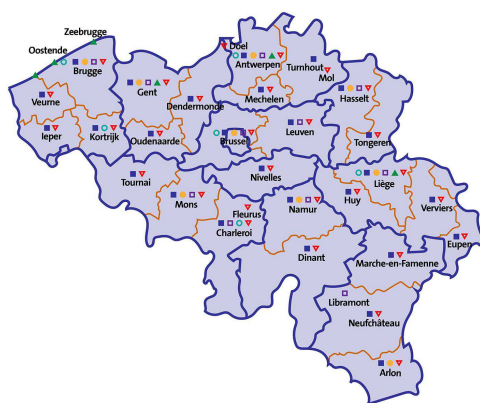 Zeebrugge
Oostende
Doel
Brugge
Antwerpen
Turnhout
Gent
Mol
Hasselt
Veurne
Dendermonde
Mechelen
Ieper
Kortrijk
Oudenaarde
Brussel
Leuven
Tongeren
Tournai
Nivelles
Liège
Mons
Huy
Verviers
Fleurus
Namur
Charleroi
Eupen
Dinant
Marche-en-Famenne
Libramont
Neufchâteau
Arlon